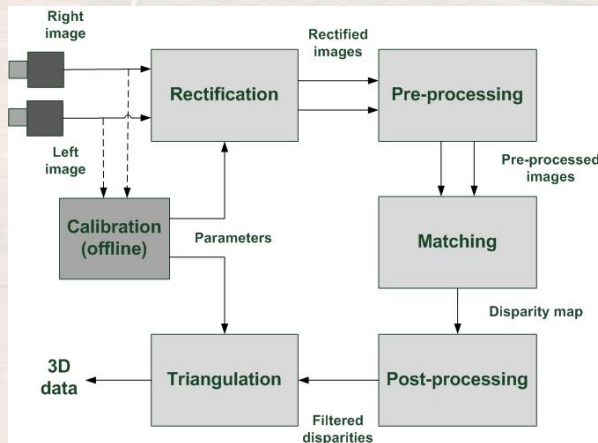 Right
image
Rectified
images
Rectification
Pre-processing
Left
image
Pre-processed
images
Calibration
(offline)
Parameters
Matching
Disparity map
3D
data
Triangulation
Post-processing
Filtered
disparities